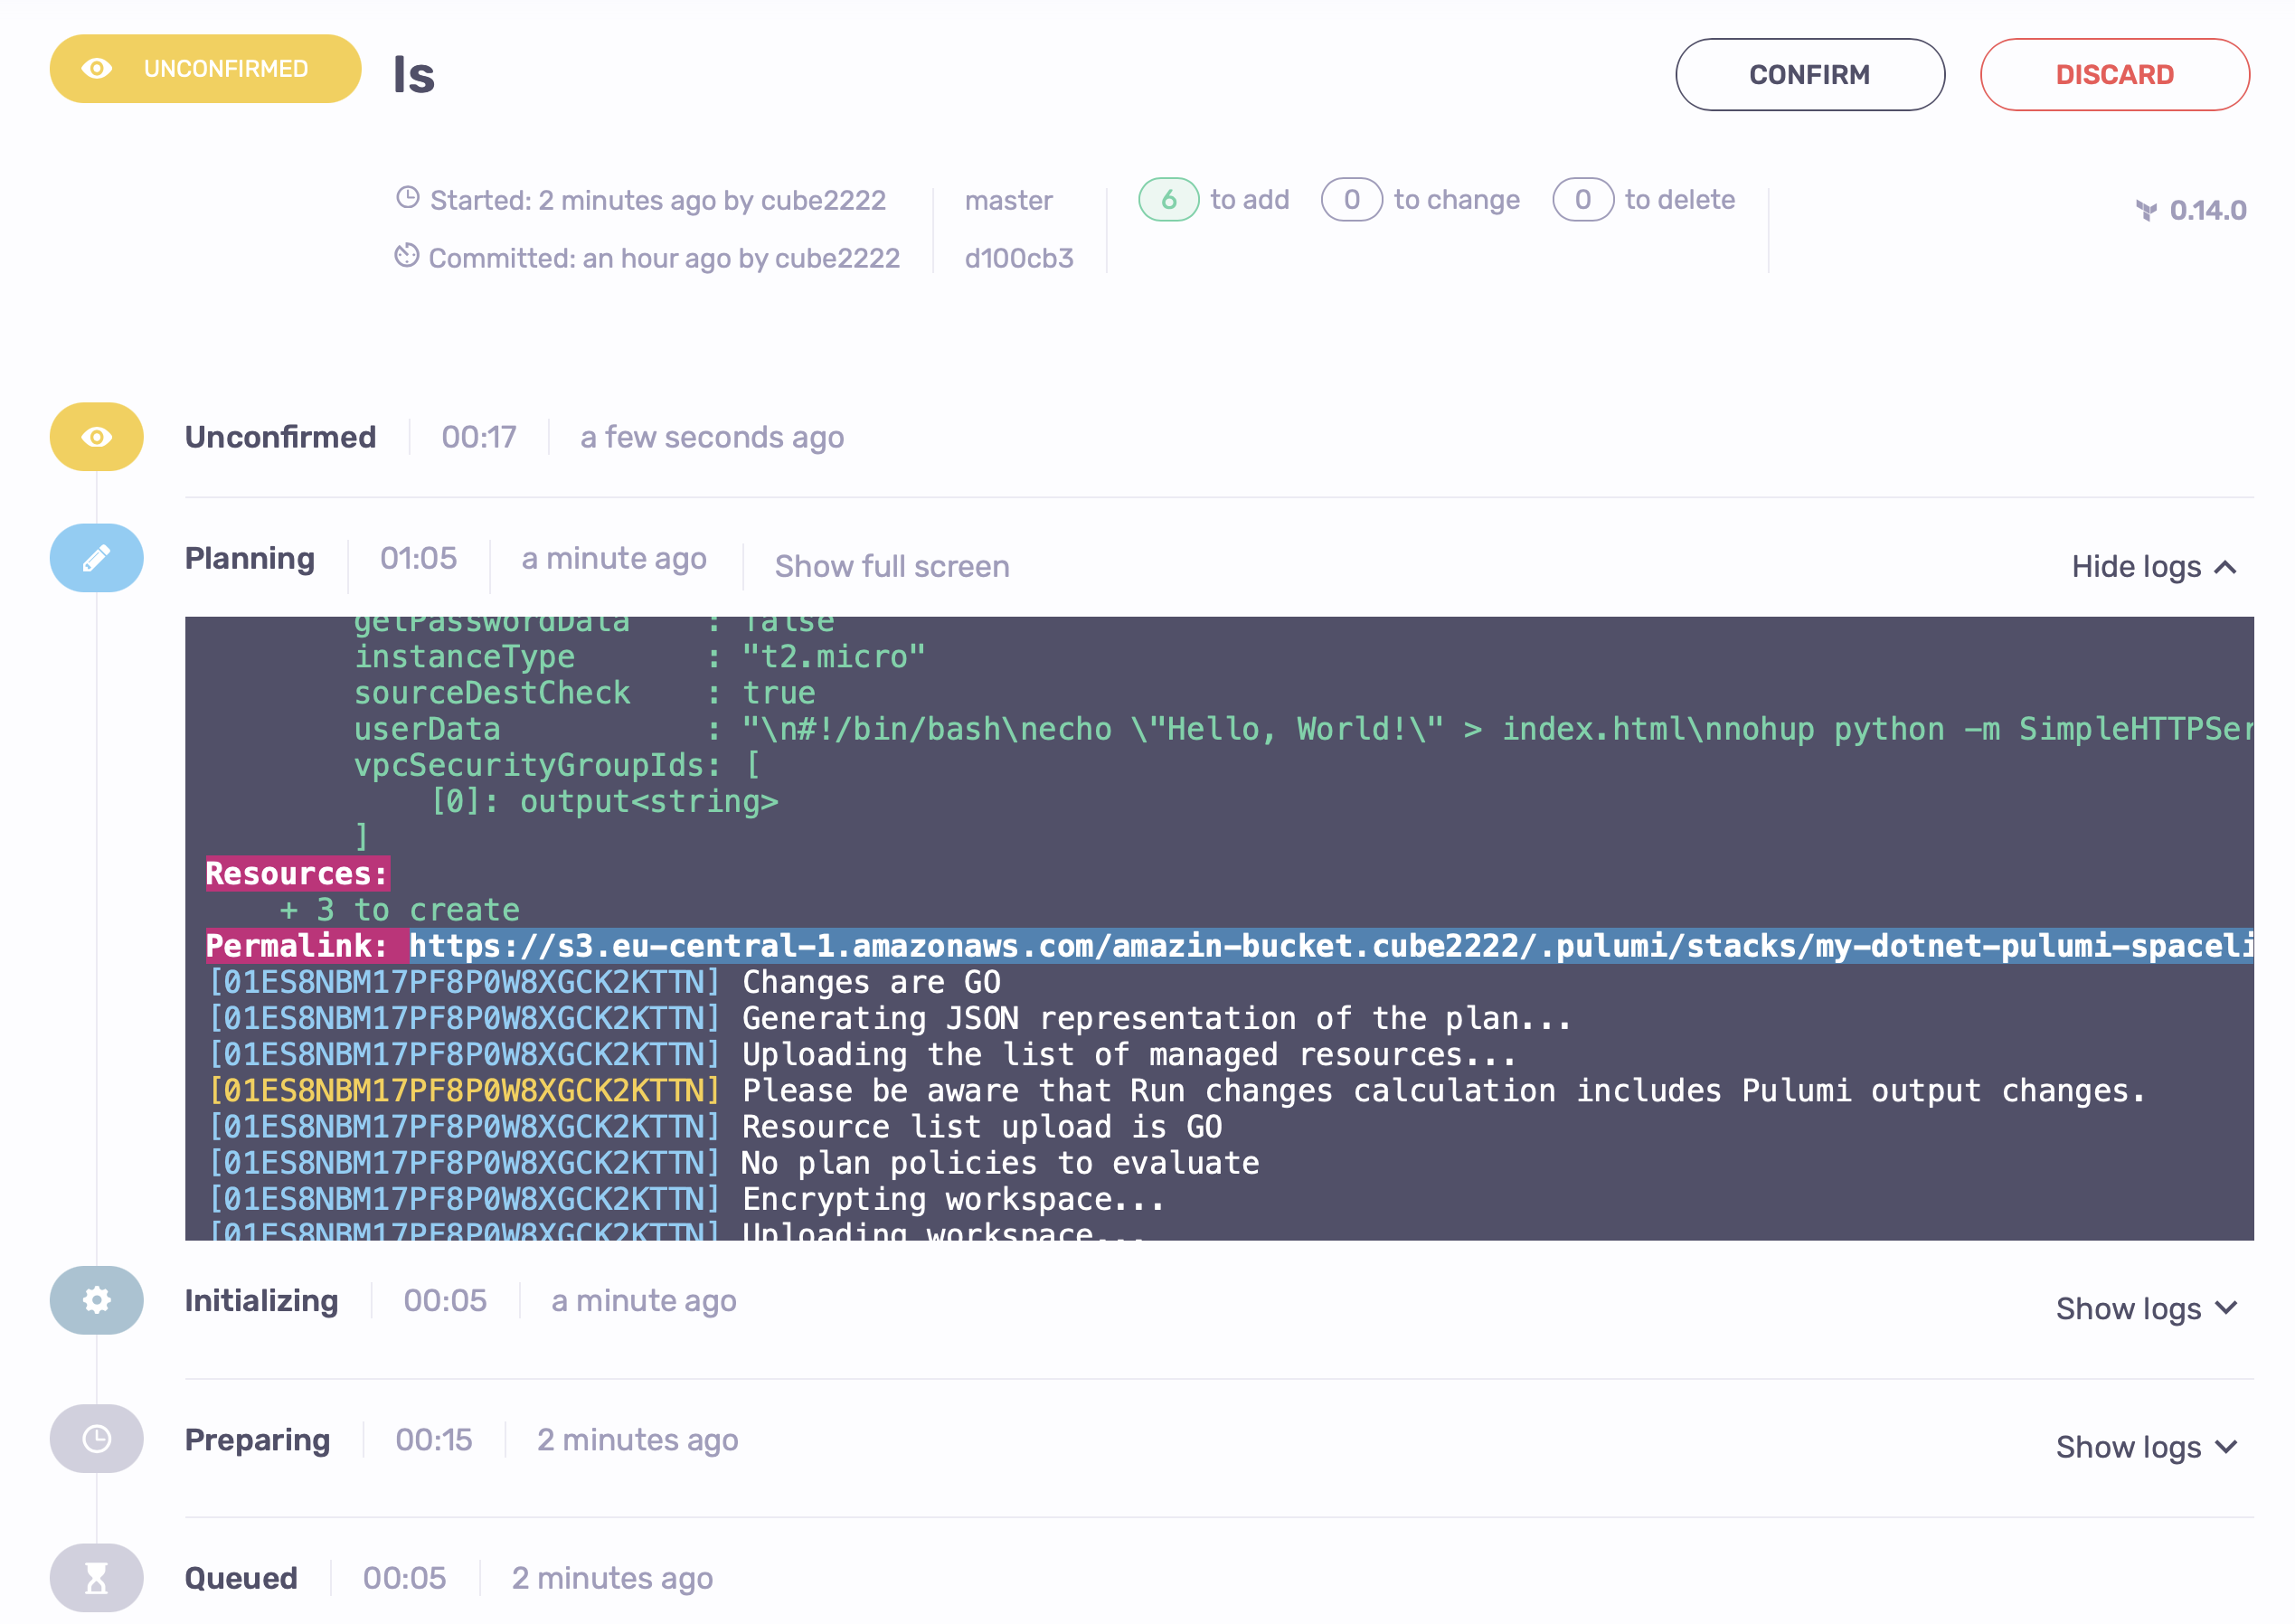 UNCONFIRMED
ls
CONFIRM
DISCARD
Started: 2 minutes ago by cube2222
master
6 to add
0 to change
0 to delete
0.14.0
Committed: an hour ago by cube2222
d100cb3
Unconfirmed
00:17
a few seconds ago
Planning
01:05
a minute ago
Show full screen
Hide logs
getPasswordData : false
instanceType : "t2.micro"
sourceDestCheck : true
userData : "\n#!/bin/bash\necho \"Hello, World!\" > index.html\nnohup python -m SimpleHTTPSer
vpcSecurityGroupIds: [
[0]: output<string>
]
Resources:
+ 3 to create
Permalink: https://s3.eu-central-1.amazonaws.com/amazin-bucket.cube2222/.pulumi/stacks/my-dotnet-pulumi-spaceli
[01ES8NBM17PF8P0W8XGCK2KTTN] Changes are GO
[01ES8NBM17PF8P0W8XGCK2KTTN] Generating JSON representation of the plan...
[01ES8NBM17PF8P0W8XGCK2KTTN] Uploading the list of managed resources...
[01ES8NBM17PF8P0W8XGCK2KTTN] Please be aware that Run changes calculation includes Pulumi output changes.
[01ES8NBM17PF8P0W8XGCK2KTTN] Resource list upload is GO
[01ES8NBM17PF8P0W8XGCK2KTTN] No plan policies to evaluate
[01ES8NBM17PF8P0W8XGCK2KTTN] Encrypting workspace...
[01ES8NBM17PF8P0W8XGCK2KTTN] Uploading workspace...
Initializing
00:05
a minute ago
Show logs
Preparing
00:15
2 minutes ago
Show logs
Queued
00:05
2 minutes ago